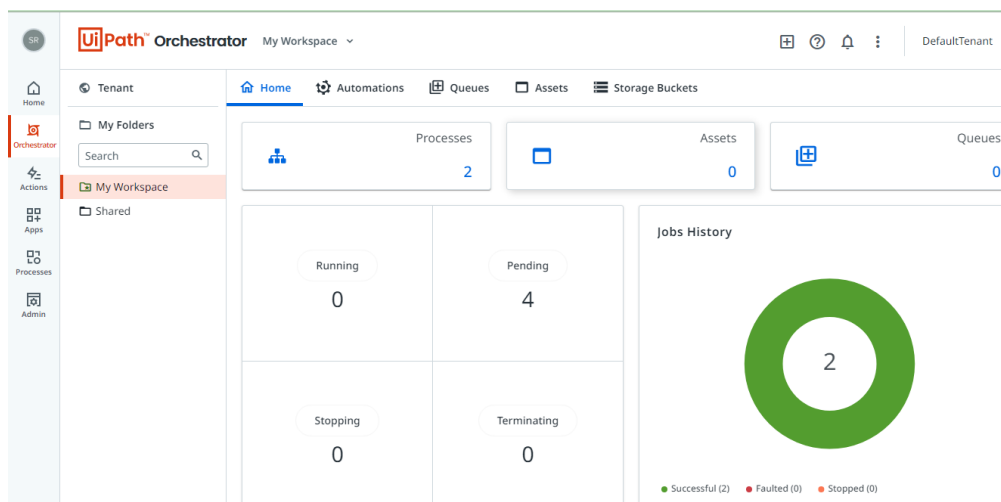 SR
UiPath™ Orchestrator
My Workspace
DefaultTenant
Home
Orchestrator
Actions
Apps
Processes
Admin
Tenant
My Folders
Search
My Workspace
Shared
Home
Automations
Queues
Assets
Storage Buckets
Processes
2
Assets
0
Queues
0
Running
0
Pending
4
Stopping
0
Terminating
0
Jobs History
2
Successful (2)
Faulted (0)
Stopped (0)